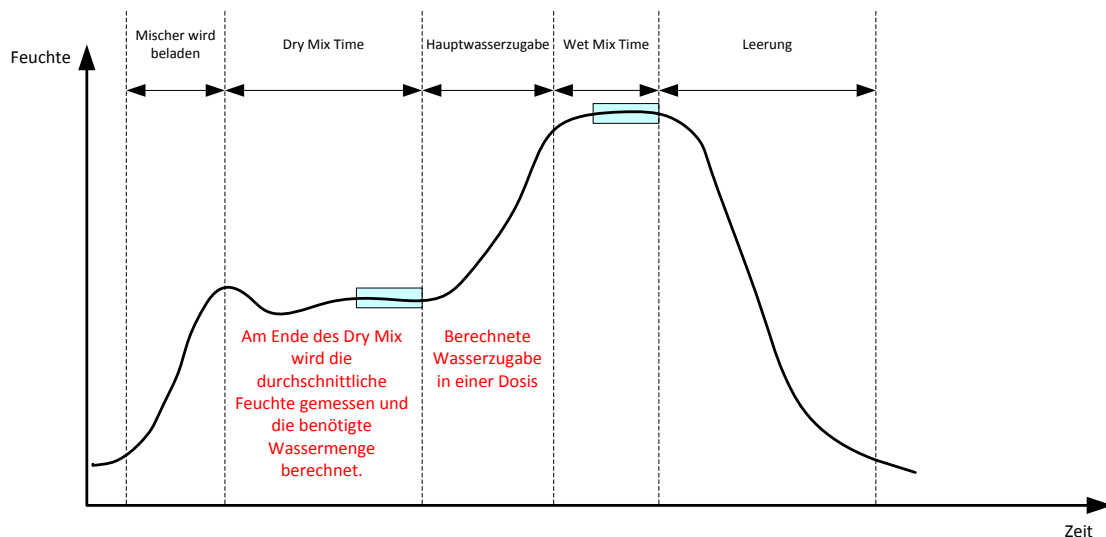 Feuchte
Mischer wird
beladen
Dry Mix Time
Hauptwasserzugabe
Wet Mix Time
Leerung
Am Ende des Dry Mix
wird die
durchschnittliche
Feuchte gemessen und
die benötigte
Wassermenge
berechnet.
Berechnete
Wasserzugabe
in einer Dosis
Zeit